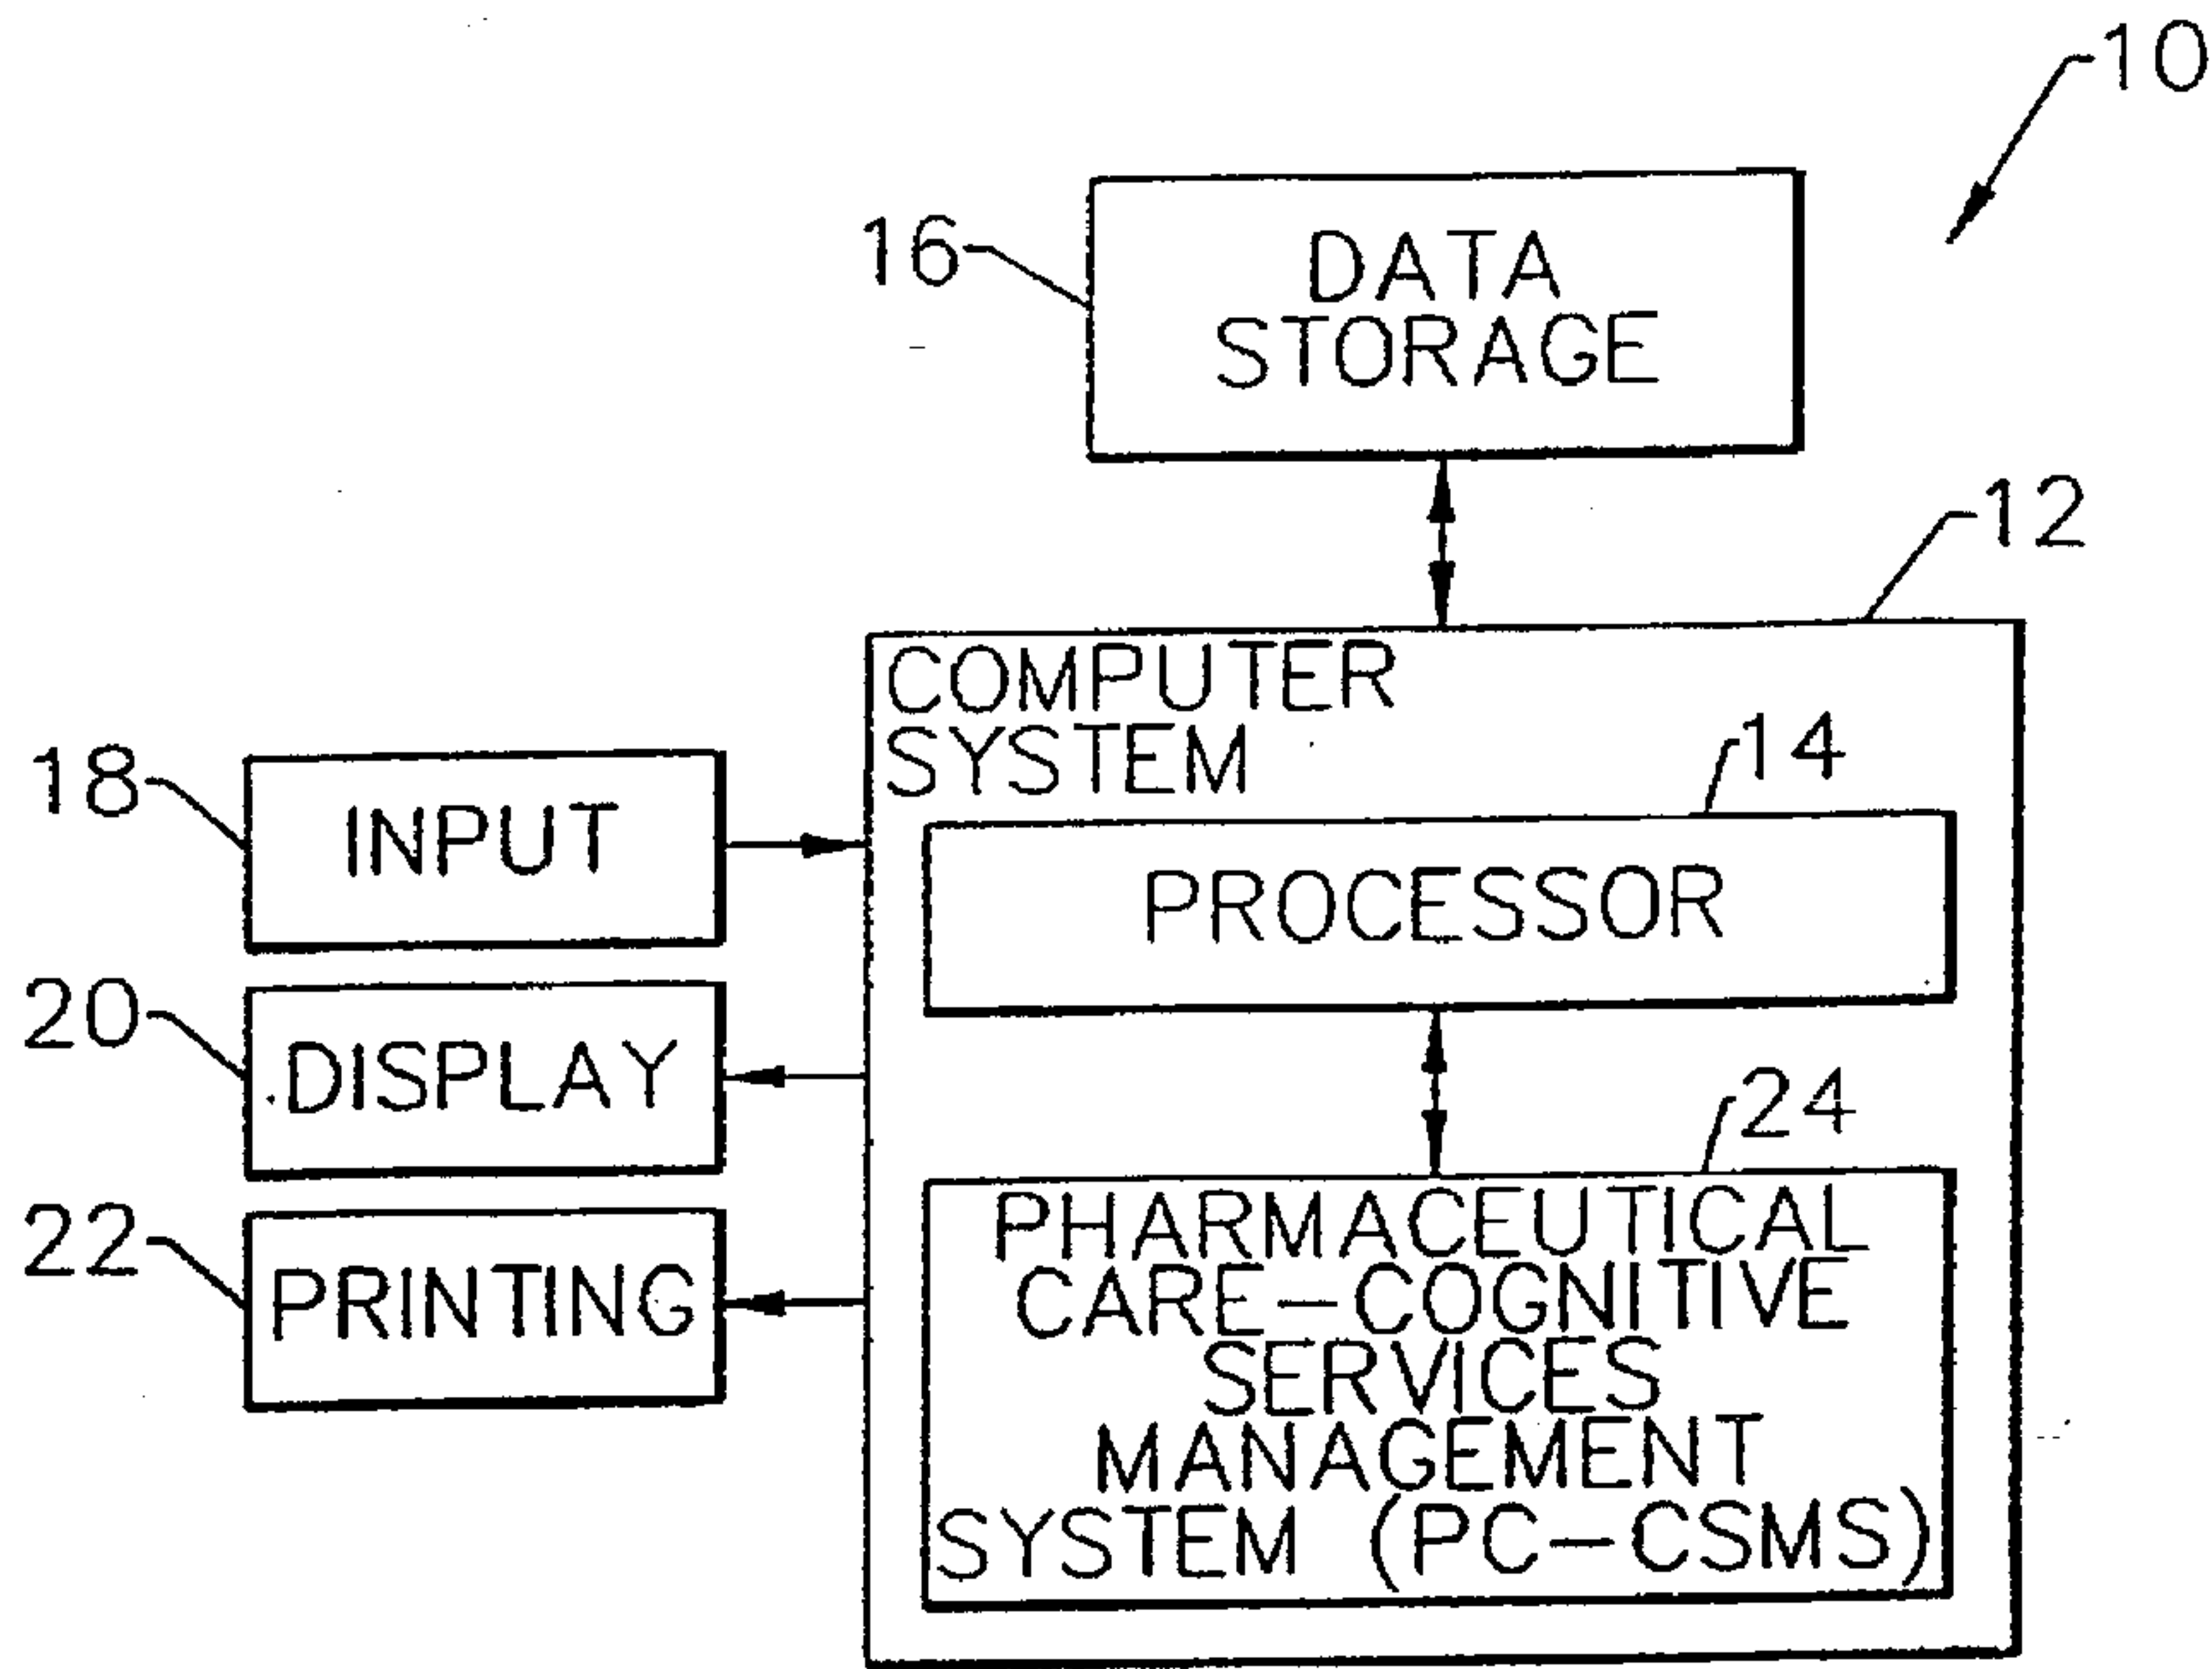 10
16
DATA
STORAGE
12
COMPUTER
SYSTEM
14
18
INPUT
PROCESSOR
20
DISPLAY
24
22
PRINTING
PHARMACEUTICAL
CARE-COGNITIVE
SERVICES
MANAGEMENT
SYSTEM (PC-CSMS)